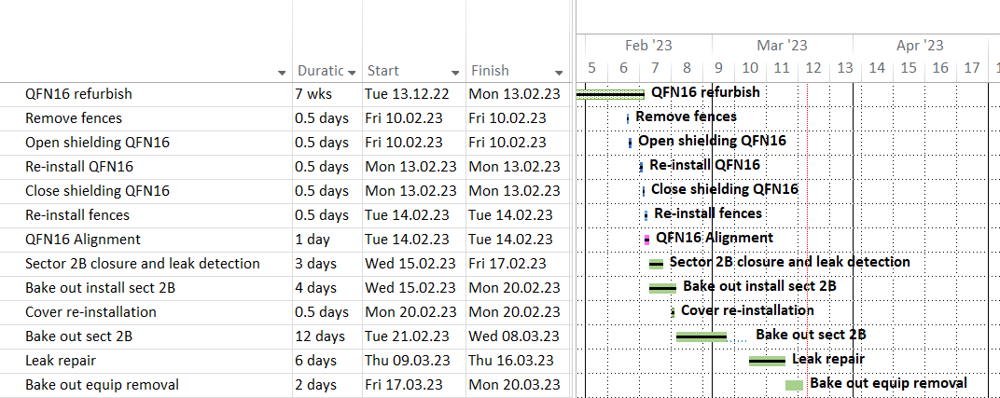 Feb '23 Mar '23 Apr '23
Duratic Start Finish 5 6 7 8 9 10 11 12 13 14 15 16 17
QFN16 refurbish 7 wks Tue 13.12.22 Mon 13.02.23 QFN16 refurbish
Remove fences 0.5 days Fri 10.02.23 Fri 10.02.23 Remove fences
Open shielding QFN16 0.5 days Fri 10.02.23 Fri 10.02.23 Open shielding QFN16
Re-install QFN16 0.5 days Mon 13.02.23 Mon 13.02.23 Re-install QFN16
Close shielding QFN16 0.5 days Mon 13.02.23 Mon 13.02.23 Close shielding QFN16
Re-install fences 0.5 days Tue 14.02.23 Tue 14.02.23 Re-install fences
QFN16 Alignment 1 day Tue 14.02.23 Tue 14.02.23 QFN16 Alignment
Sector 2B closure and leak detection 3 days Wed 15.02.23 Fri 17.02.23 Sector 2B closure and leak detection
Bake out install sect 2B 4 days Wed 15.02.23 Mon 20.02.23 Bake out install sect 2B
Cover re-installation 0.5 days Mon 20.02.23 Mon 20.02.23 Cover re-installation
Bake out sect 2B 12 days Tue 21.02.23 Wed 08.03.23 Bake out sect 2B
Leak repair 6 days Thu 09.03.23 Thu 16.03.23 Leak repair
Bake out equip removal 2 days Fri 17.03.23 Mon 20.03.23 Bake out equip removal